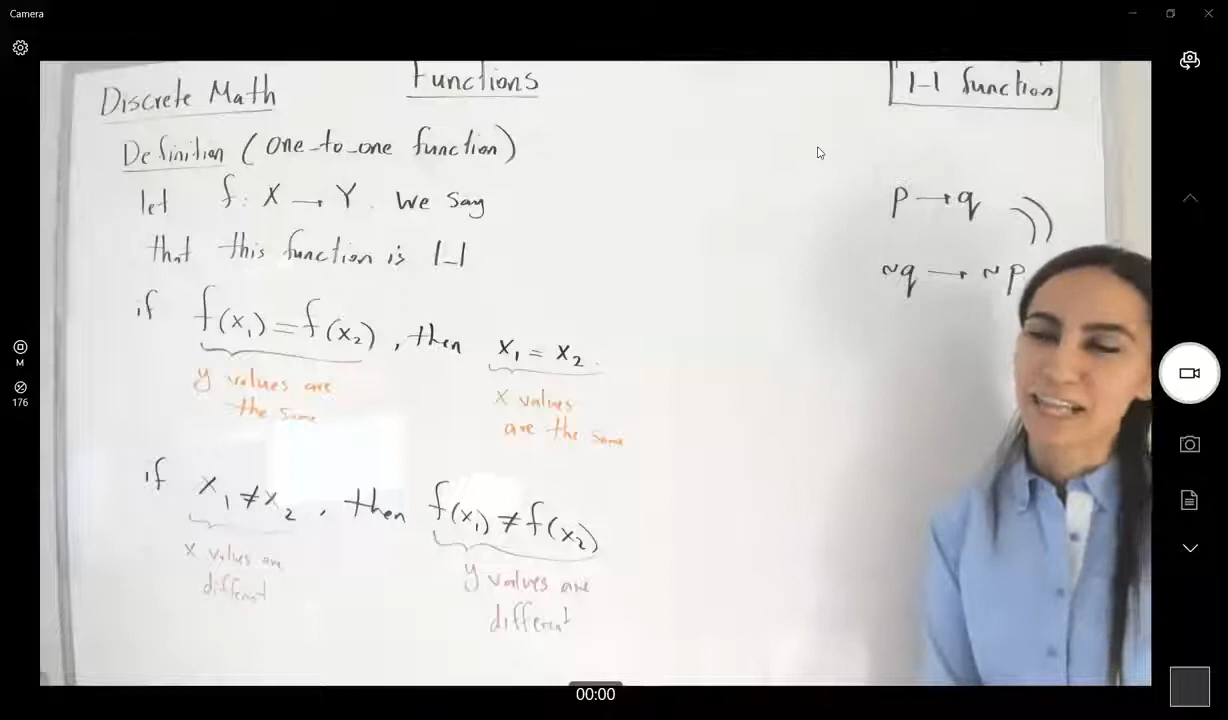 Camera
Discrete Math
Functions
1-1 function
Definition (One-to-one function)
let f: X → Y. We say
that this function is 1-1
if f(x₁) = f(x₂), then x₁ = x₂.
y values are
the same
x values
are the same
if x₁ ≠ x₂, then f(x₁) ≠ f(x₂)
x values are
different
y values are
different
p → q
~q → ~p
M
176
00:00